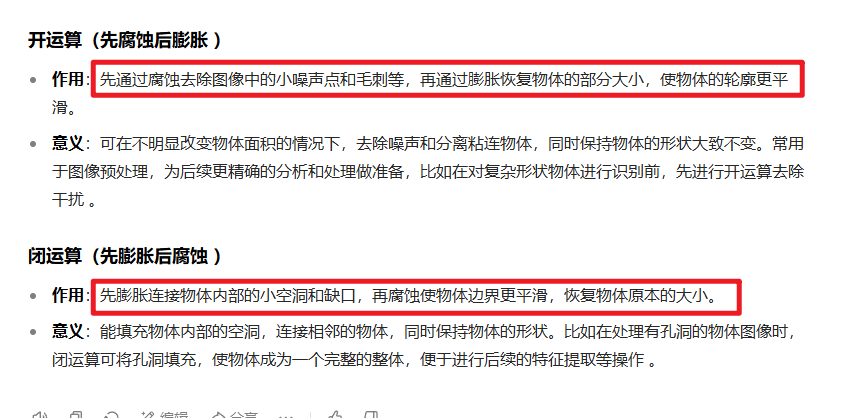 开运算（先腐蚀后膨胀 ）
作用：先通过腐蚀去除图像中的小噪声点和毛刺等，再通过膨胀恢复物体的部分大小，使物体的轮廓更平
滑。
意义：可在不明显改变物体面积的情况下，去除噪声和分离粘连物体，同时保持物体的形状大致不变。常用
于图像预处理，为后续更精确的分析和处理做准备，比如在对复杂形状物体进行识别前，先进行开运算去除
干扰 。
闭运算（先膨胀后腐蚀 ）
作用：先膨胀连接物体内部的小空洞和缺口，再腐蚀使物体边界更平滑，恢复物体原本的大小。
意义：能填充物体内部的空洞，连接相邻的物体，同时保持物体的形状。比如在处理有孔洞的物体图像时，
闭运算可将孔洞填充，使物体成为一个完整的整体，便于进行后续的特征提取等操作 。
编辑 分享